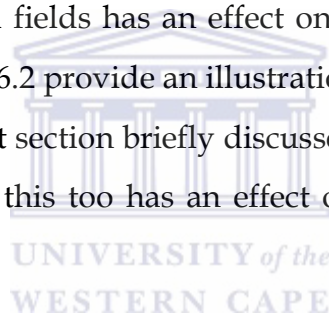 fields has an effect on
6.2 provide an illustratio
section briefly discusse
this too has an effect o
UNIVERSITY of the
WESTERN CAPE